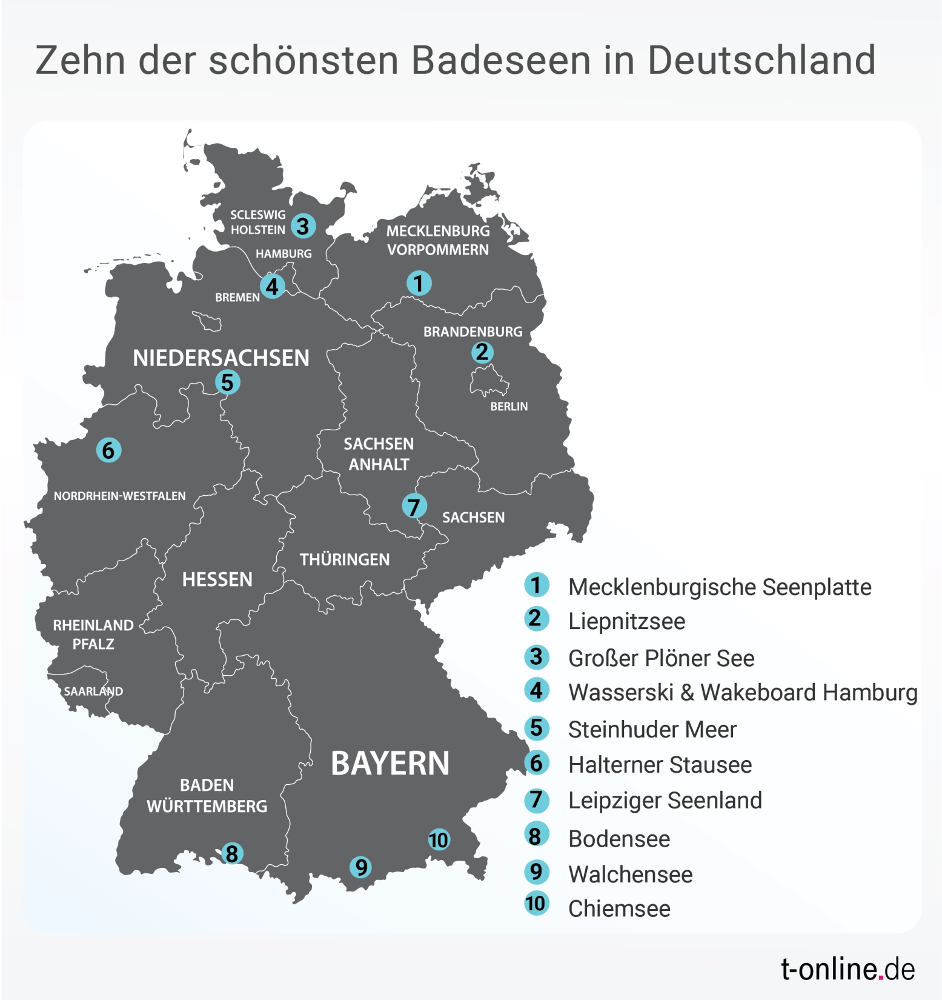 Zehn der schönsten Badeseen in Deutschland
SCLESWIG
HOLSTEIN
3
MECKLENBURG
VORPOMMERN
HAMBURG
1
4
BREMEN
BRANDENBURG
2
NIEDERSACHSEN
5
BERLIN
6
SACHSEN
ANHALT
NORDRHEIN-WESTFALEN
7
SACHSEN
THÜRINGEN
HESSEN
RHEINLAND
PFALZ
SAARLAND
BAYERN
BADEN
WÜRTTEMBERG
8
9
10
1 Mecklenburgische Seenplatte
2 Liepnitzsee
3 Großer Plöner See
4 Wasserski & Wakeboard Hamburg
5 Steinhuder Meer
6 Halterner Stausee
7 Leipziger Seenland
8 Bodensee
9 Walchensee
10 Chiemsee
t-online.de